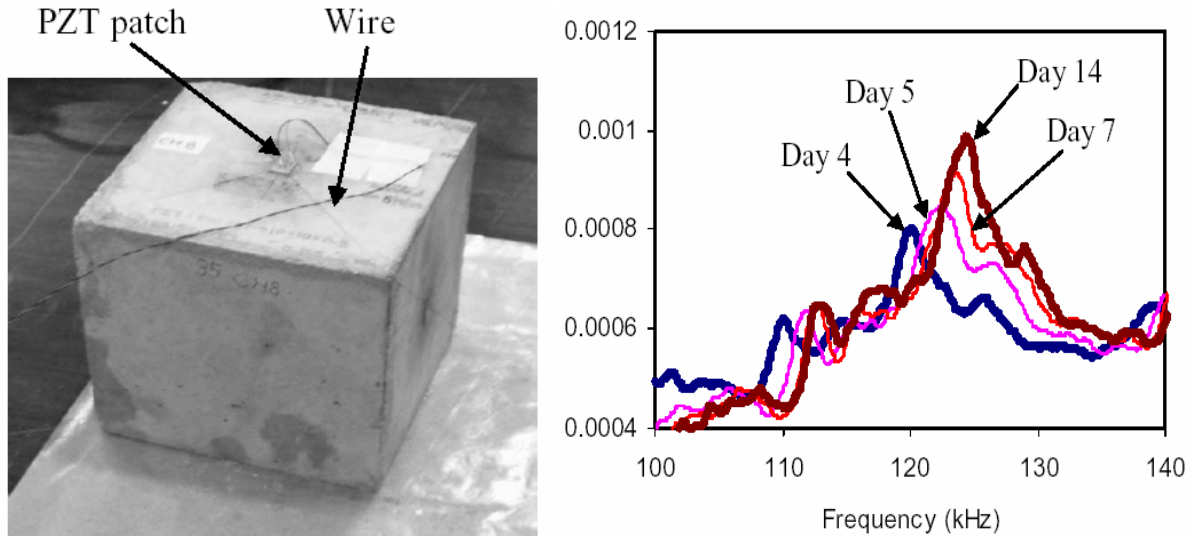 PZT patch
Wire
CH8
35 CH8
0.0012
0.001
0.0008
0.0006
0.0004
100
110
120
130
140
Day 4
Day 5
Day 14
Day 7
Frequency (kHz)